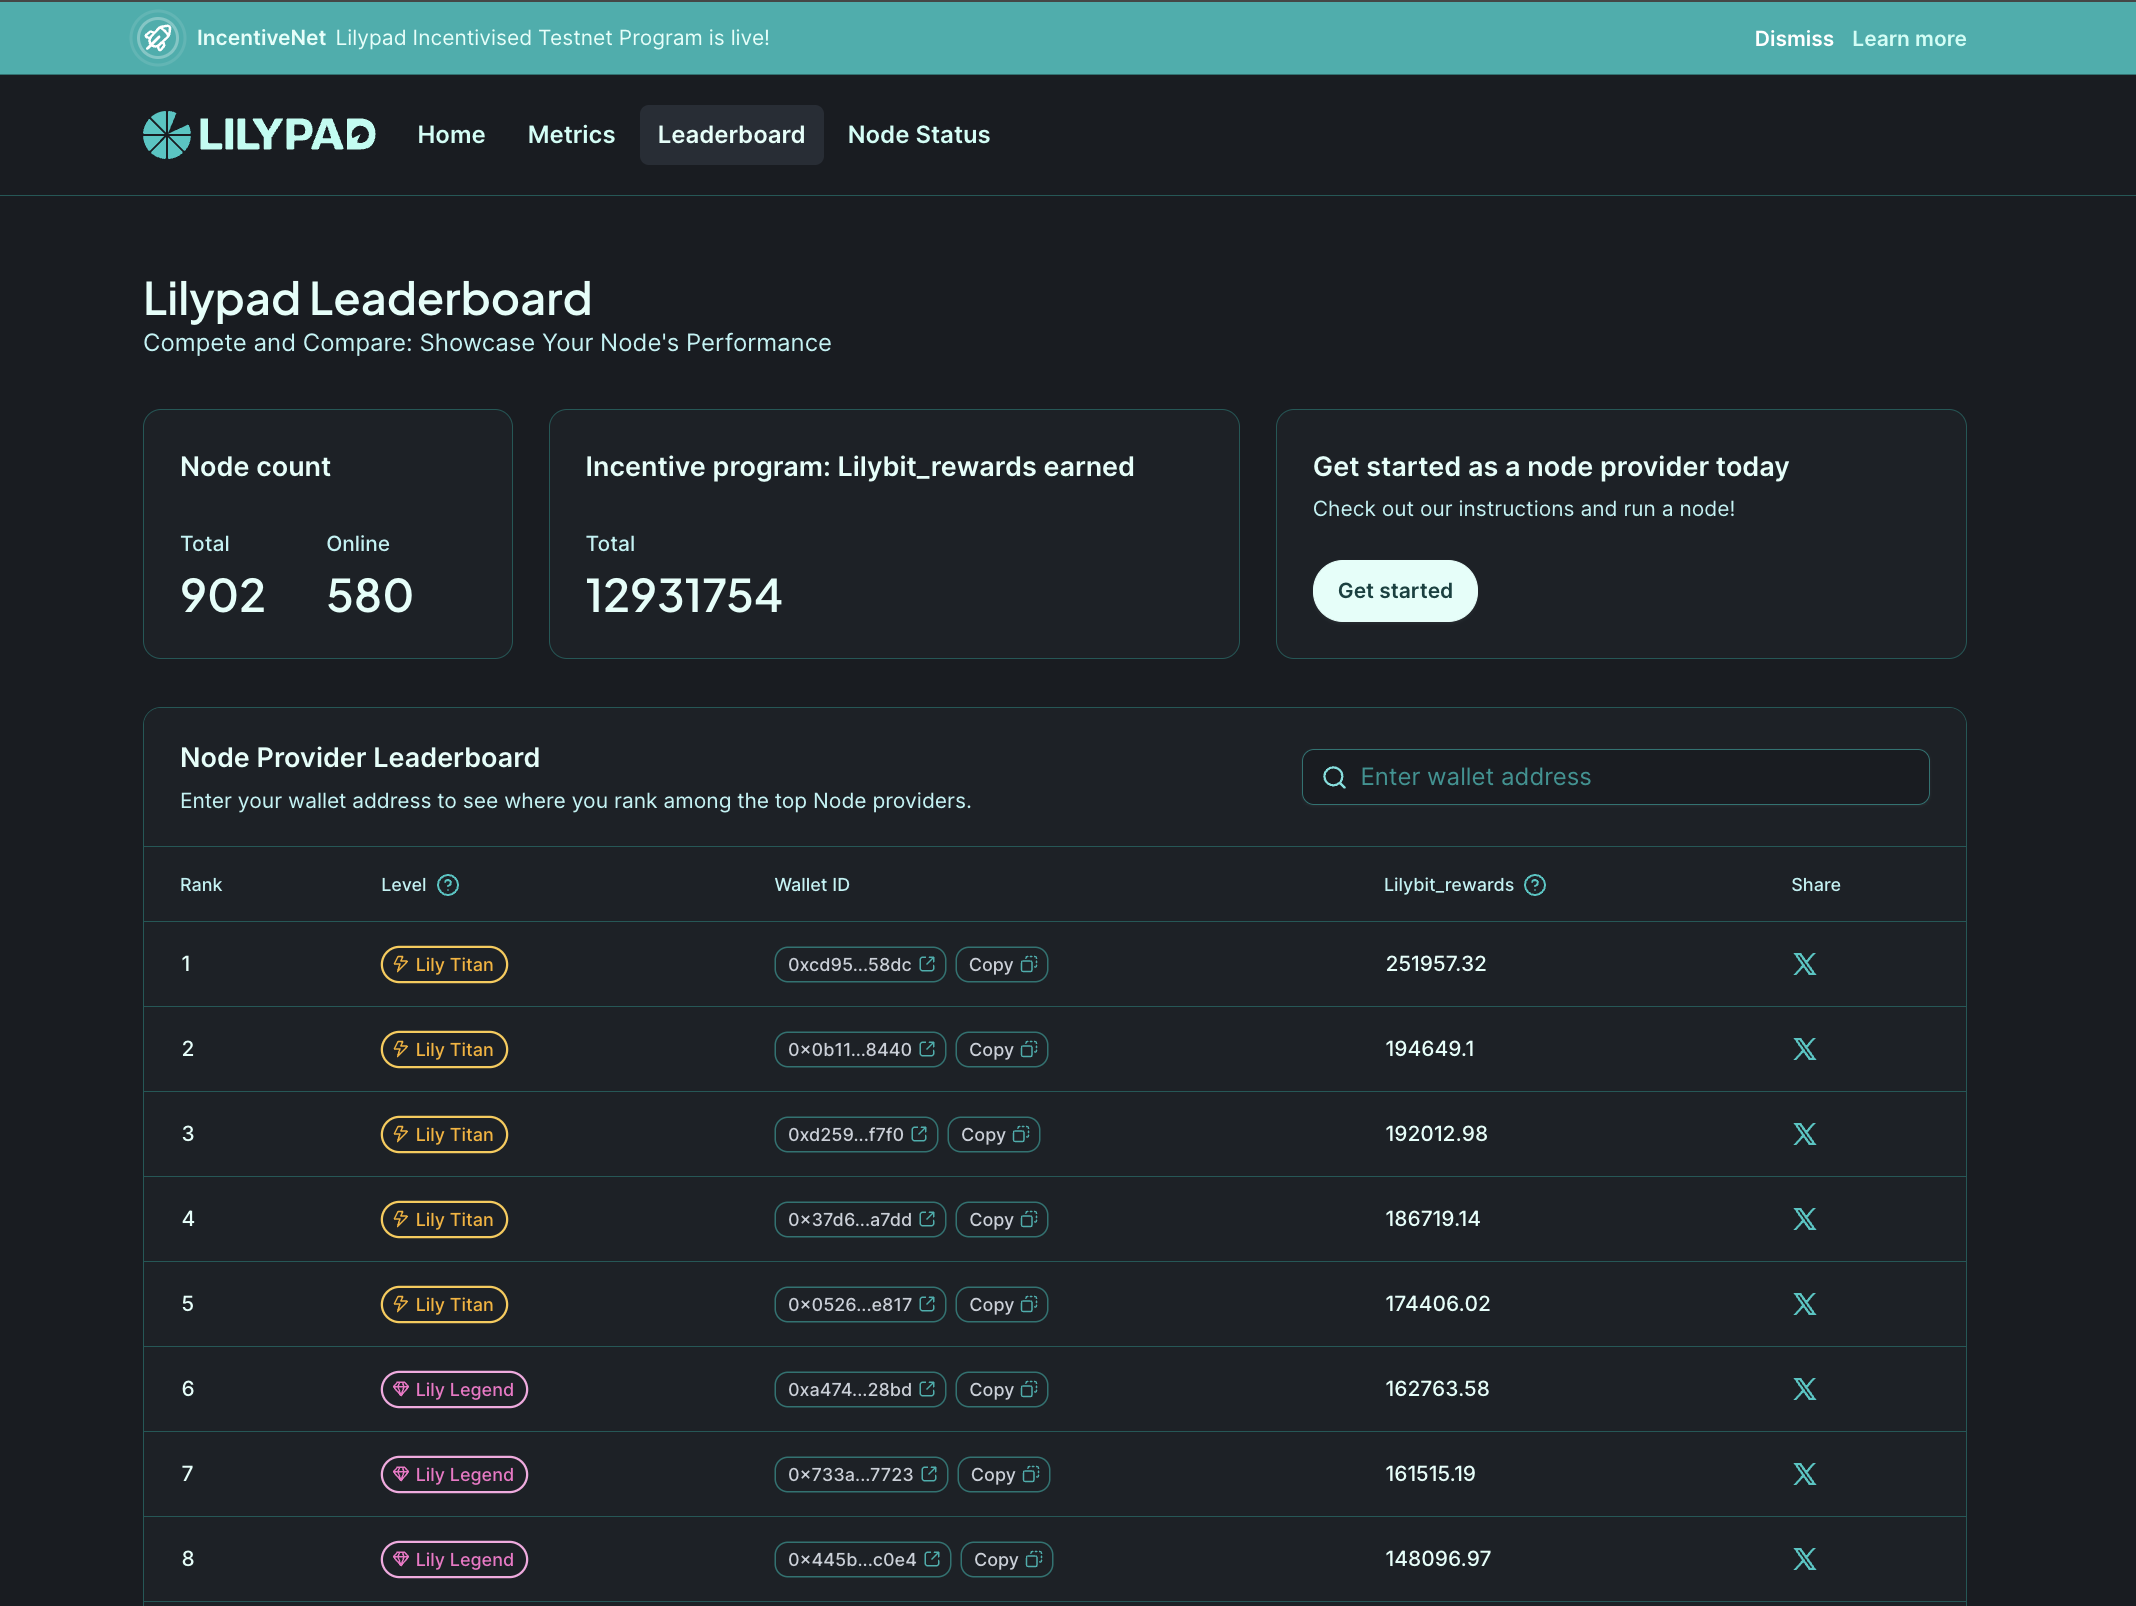 IncentiveNet Lilypad Incentivised Testnet Program is live! Dismiss Learn more
LILYPAD Home Metrics Leaderboard Node Status
Lilypad Leaderboard
Compete and Compare: Showcase Your Node's Performance
Node count
Total Online
902 580
Incentive program: Lilybit_rewards earned
Total
12931754
Get started as a node provider today
Check out our instructions and run a node!
Get started
Node Provider Leaderboard
Enter your wallet address to see where you rank among the top Node providers.
Enter wallet address
Rank Level Wallet ID Lilybit_rewards Share
1 Lily Titan 0xcd95...58dc Copy 251957.32
2 Lily Titan 0x0b11...8440 Copy 194649.1
3 Lily Titan 0xd259...f7f0 Copy 192012.98
4 Lily Titan 0x37d6...a7dd Copy 186719.14
5 Lily Titan 0x0526...e817 Copy 174406.02
6 Lily Legend 0xa474...28bd Copy 162763.58
7 Lily Legend 0x733a...7723 Copy 161515.19
8 Lily Legend 0x445b...c0e4 Copy 148096.97